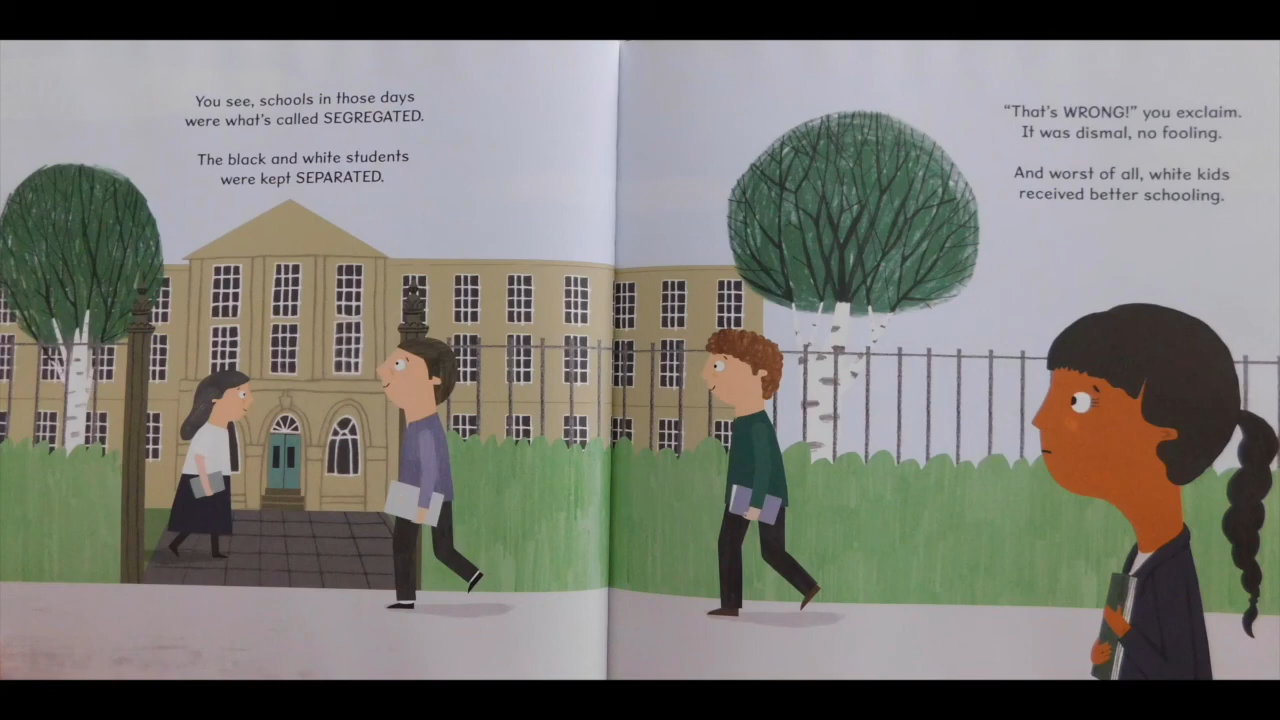 You see, schools in those days
were what's called SEGREGATED.
The black and white students
were kept SEPARATED.
“That's WRONG!” you exclaim.
It was dismal, no fooling.
And worst of all, white kids
received better schooling.